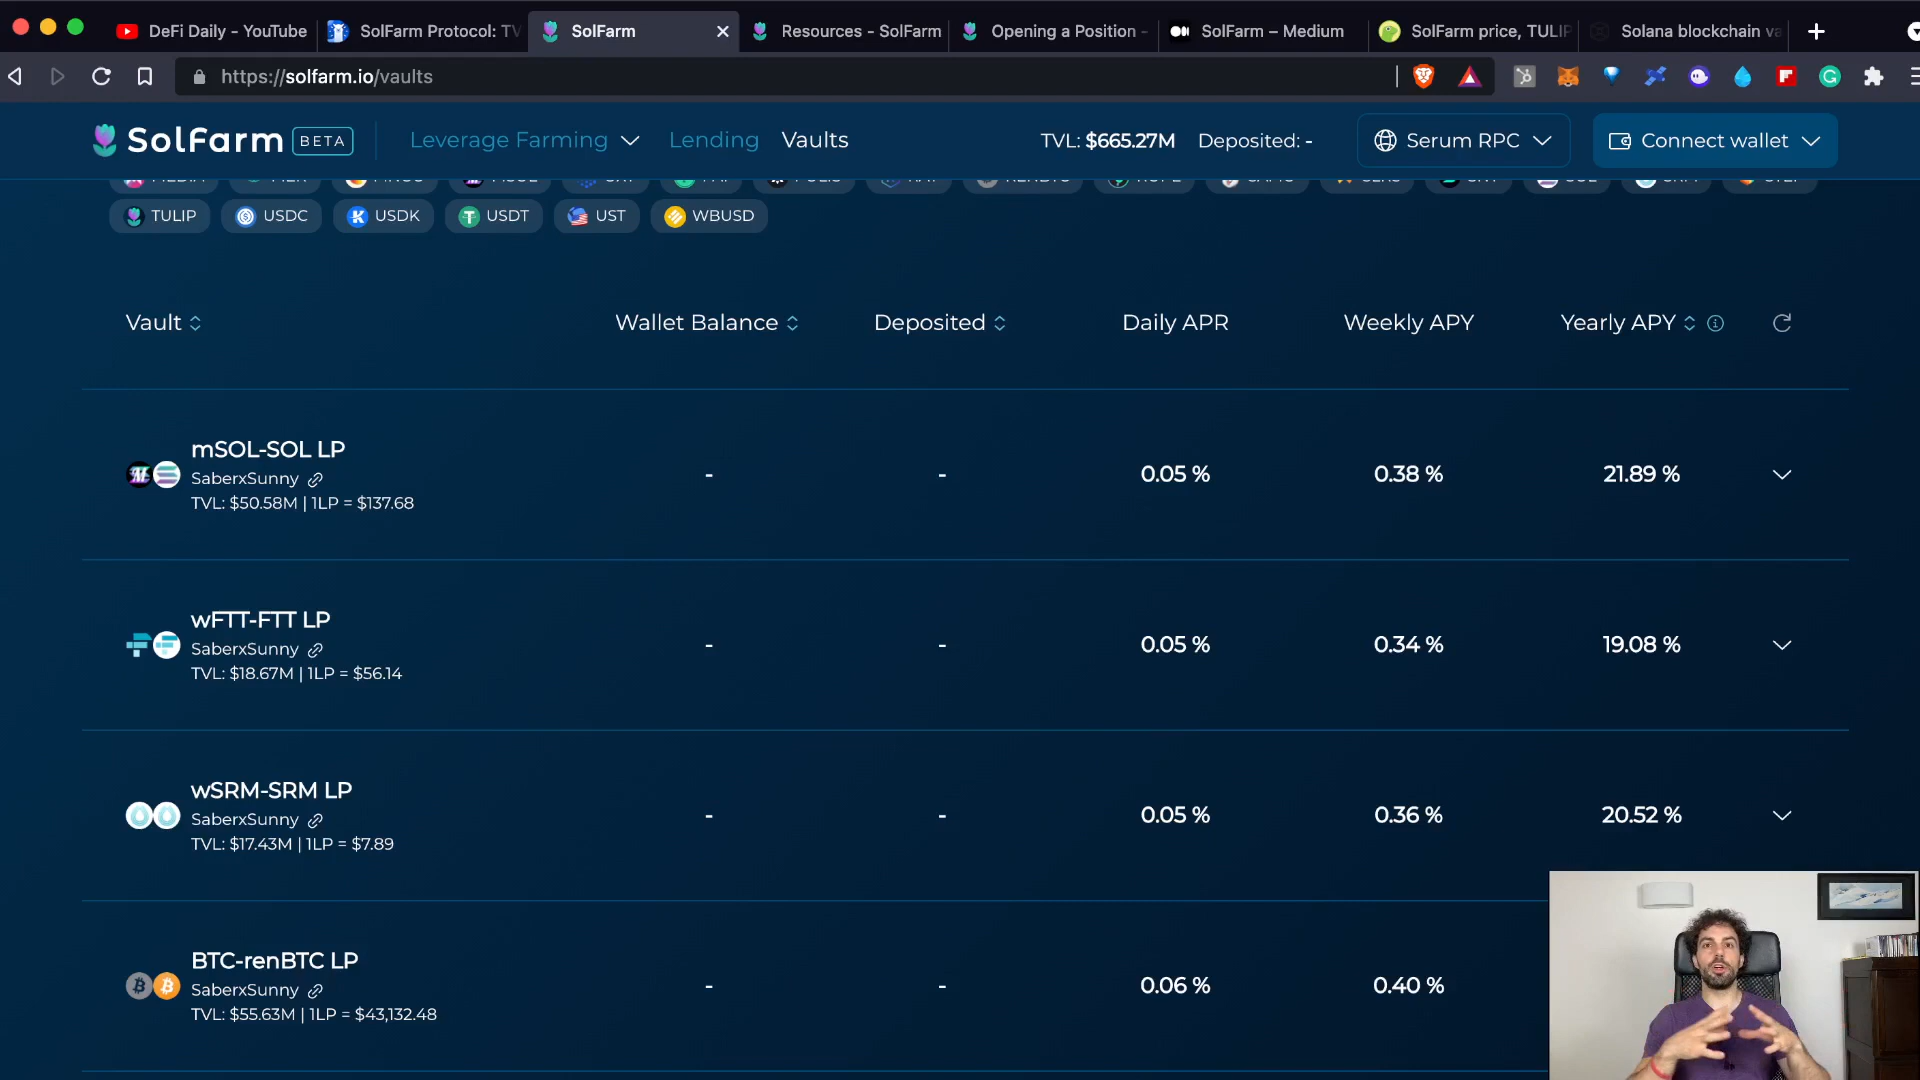 DeFi Daily - YouTube
SolFarm Protocol: TV
SolFarm
Resources - SolFarm
Opening a Position -
SolFarm – Medium
SolFarm price, TULIP
Solana blockchain va
https://solfarm.io/vaults
SolFarm BETA
Leverage Farming
Lending
Vaults
TVL: $665.27M
Deposited: -
Serum RPC
Connect wallet
TULIP
USDC
USDK
USDT
UST
WBUSD
Vault
Wallet Balance
Deposited
Daily APR
Weekly APY
Yearly APY
mSOL-SOL LP
SaberxSunny
TVL: $50.58M | 1LP = $137.68
-
-
0.05 %
0.38 %
21.89 %
wFTT-FTT LP
SaberxSunny
TVL: $18.67M | 1LP = $56.14
-
-
0.05 %
0.34 %
19.08 %
wSRM-SRM LP
SaberxSunny
TVL: $17.43M | 1LP = $7.89
-
-
0.05 %
0.36 %
20.52 %
BTC-renBTC LP
SaberxSunny
TVL: $55.63M | 1LP = $43,132.48
-
-
0.06 %
0.40 %